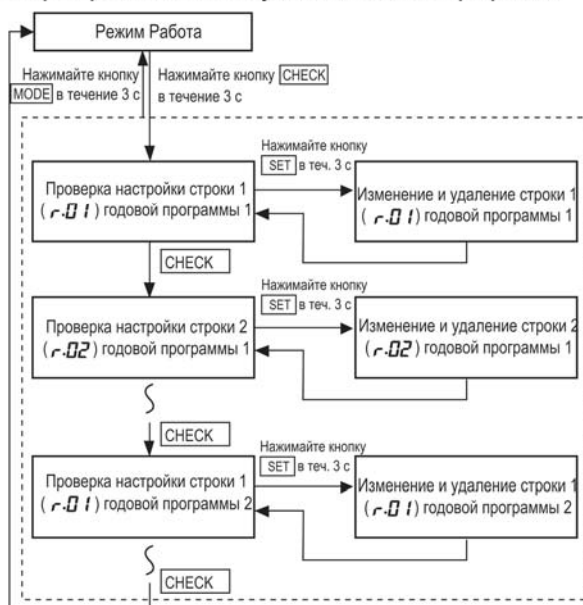 Режим Работа
Нажимайте кнопку
MODE в течение 3 с
Нажимайте кнопку CHECK
в течение 3 с
Нажимайте кнопку
SET в теч. 3 с
Проверка настройки строки 1
( r.01 ) годовой программы 1
Изменение и удаление строки 1
( r.01 ) годовой программы 1
CHECK
Нажимайте кнопку
SET в теч. 3 с
Проверка настройки строки 2
( r.02 ) годовой программы 1
Изменение и удаление строки 2
( r.02 ) годовой программы 1
CHECK
Нажимайте кнопку
SET в теч. 3 с
Проверка настройки строки 1
( r.01 ) годовой программы 2
Изменение и удаление строки 1
( r.01 ) годовой программы 2
CHECK